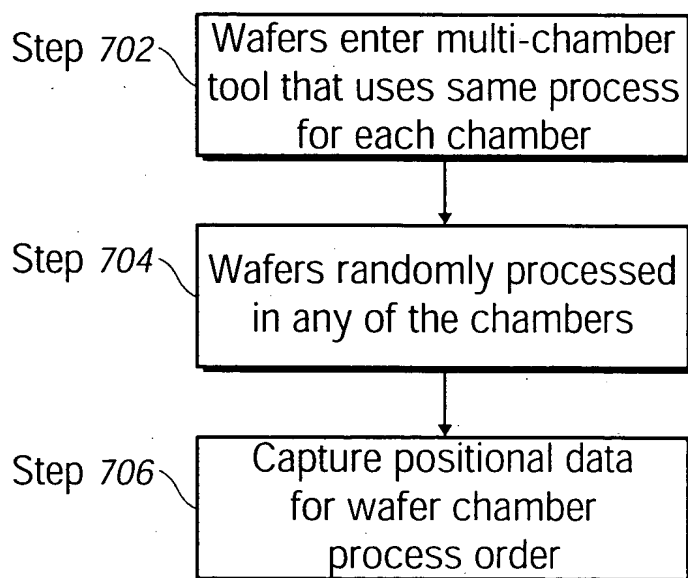 Step 702
Wafers enter multi-chamber
tool that uses same process
for each chamber
Step 704
Wafers randomly processed
in any of the chambers
Step 706
Capture positional data
for wafer chamber
process order